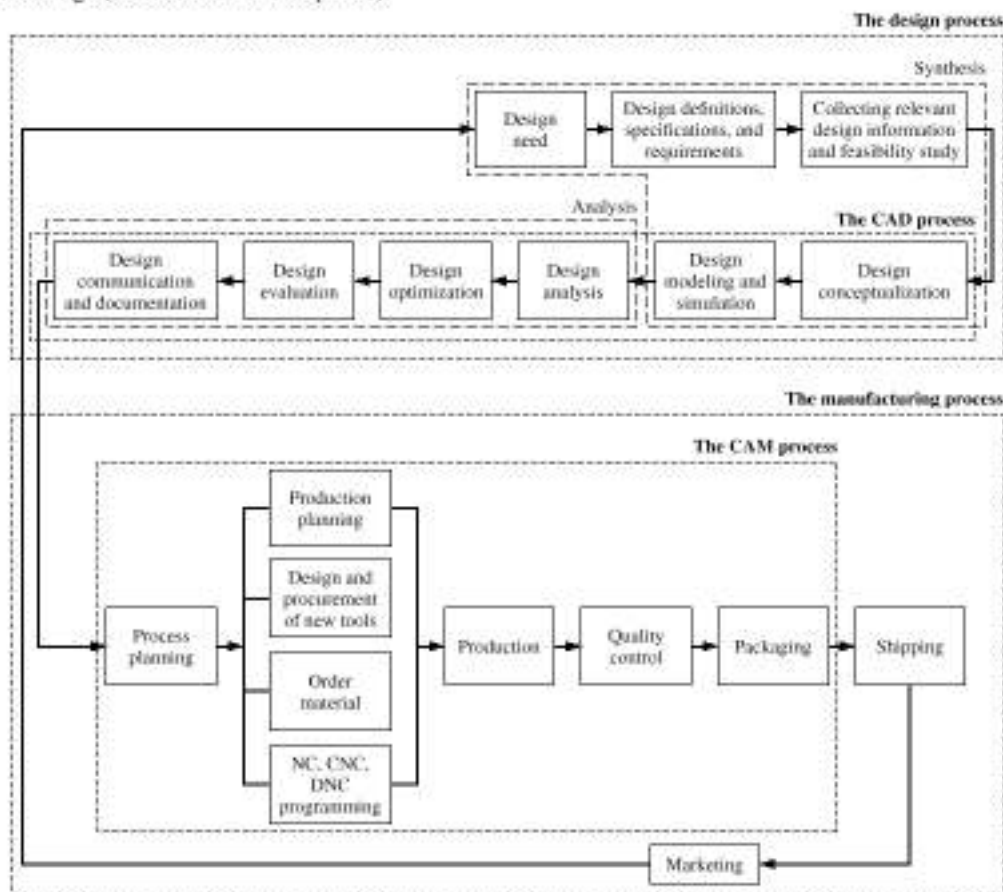 The design process
Synthesis
Design
need
Design definitions,
specifications, and
requirements
Collecting relevant
design information
and feasibility study
Analysis
The CAD process
Design
communication
and documentation
Design
evaluation
Design
optimization
Design
analysis
Design
modeling and
simulation
Design
conceptualization
The manufacturing process
The CAM process
Production
planning
Design and
procurement
of new tools
Process
planning
Order
material
NC, CNC,
DNC
programming
Production
Quality
control
Packaging
Shipping
Marketing